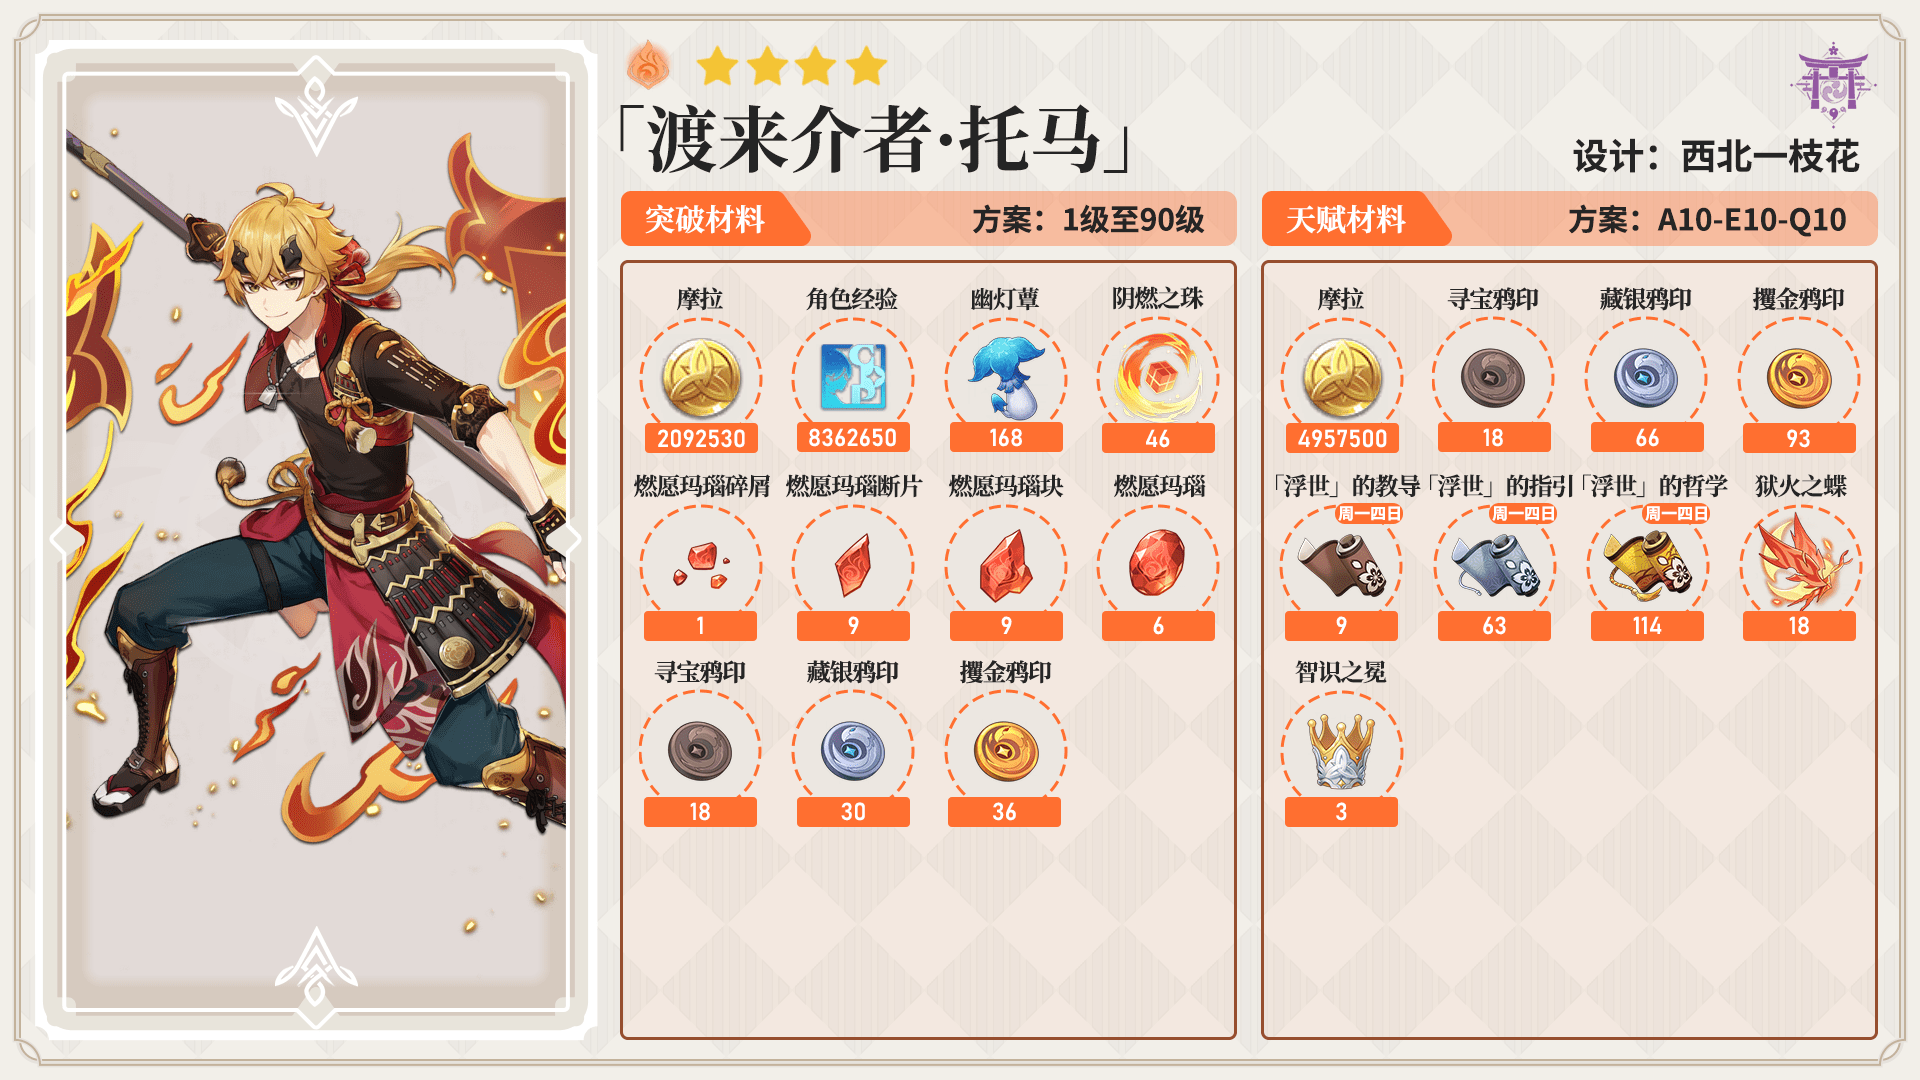 「渡来介者·托马」
设计：西北一枝花
突破材料 方案：1级至90级
摩拉 角色经验 幽灯蕈 阴燃之珠
2092530 8362650 168 46
燃愿玛瑙碎屑 燃愿玛瑙断片 燃愿玛瑙块 燃愿玛瑙
1 9 9 6
寻宝鸦印 藏银鸦印 攫金鸦印
18 30 36
天赋材料 方案：A10-E10-Q10
摩拉 寻宝鸦印 藏银鸦印 攫金鸦印
4957500 18 66 93
「浮世」的教导 「浮世」的指引 「浮世」的哲学 狱火之蝶
周一四日 周一四日 周一四日
9 63 114 18
智识之冕
3